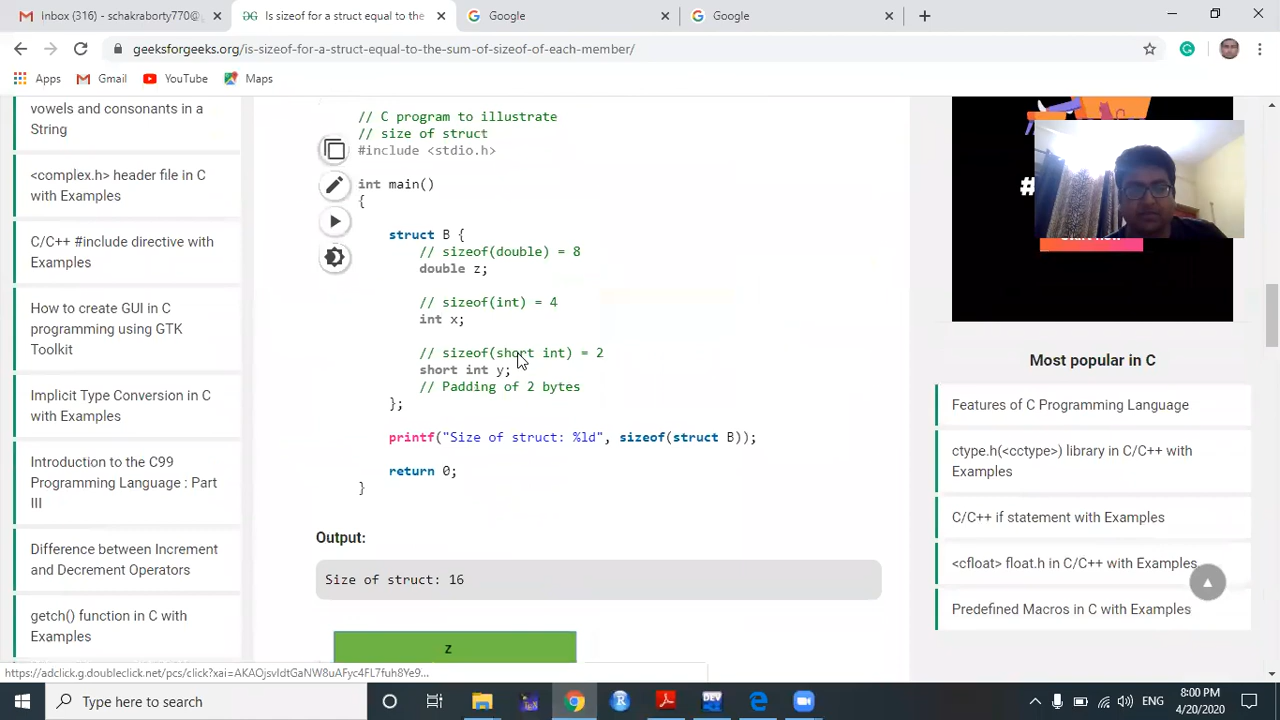 Inbox (316) - schakraborty770@
Is sizeof for a struct equal to the
Google
Google
geeksforgeeks.org/is-sizeof-for-a-struct-equal-to-the-sum-of-sizeof-of-each-member/
Apps
Gmail
YouTube
Maps
vowels and consonants in a
String
<complex.h> header file in C
with Examples
C/C++ #include directive with
Examples
How to create GUI in C
programming using GTK
Toolkit
Implicit Type Conversion in C
with Examples
Introduction to the C99
Programming Language : Part
III
Difference between Increment
and Decrement Operators
getch() function in C with
Examples
// C program to illustrate
// size of struct
#include <stdio.h>
int main()
{
struct B {
// sizeof(double) = 8
double z;
// sizeof(int) = 4
int x;
// sizeof(short int) = 2
short int y;
// Padding of 2 bytes
};
printf("Size of struct: %ld", sizeof(struct B));
return 0;
}
Output:
Size of struct: 16
z
#
Most popular in C
Features of C Programming Language
ctype.h(<cctype>) library in C/C++ with
Examples
C/C++ if statement with Examples
<cfloat> float.h in C/C++ with Examples
Predefined Macros in C with Examples
https://adclick.g.doubleclick.net/pcs/click?xai=AKAOjsvIdtGaNW8uAFyc4FL7fuh8Ye9...
Type here to search
DEV
ENG
8:00 PM
4/20/2020